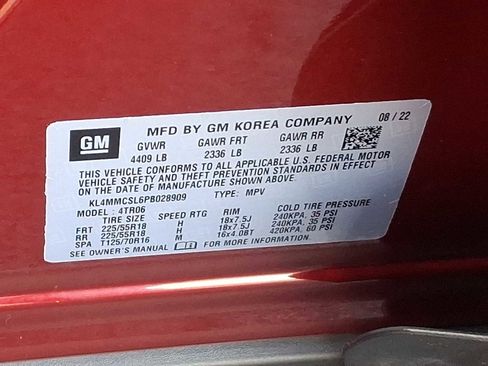 GM
MFD BY GM KOREA COMPANY 08 / 22
GVWR GAWR FRT GAWR RR
4409 LB 2336 LB 2336 LB
THIS VEHICLE CONFORMS TO ALL APPLICABLE U.S. FEDERAL MOTOR
VEHICLE SAFETY AND THEFT PREVENTION STANDARDS IN EFFECT
ON THE DATE OF MANUFACTURE SHOWN ABOVE.
KL4MMCSL6PB028909 TYPE: MPV
MODEL: 4TR06
TIRE SIZE SPEED RTG RIM COLD TIRE PRESSURE
FRT 225/55R18 H 18x7.5J 240KPA, 35 PSI
RR 225/55R18 H 18x7.5J 240KPA, 35 PSI
SPA T125/70R16 M 16x4.0BT 420KPA, 60 PSI
SEE OWNER'S MANUAL FOR ADDITIONAL INFORMATION.